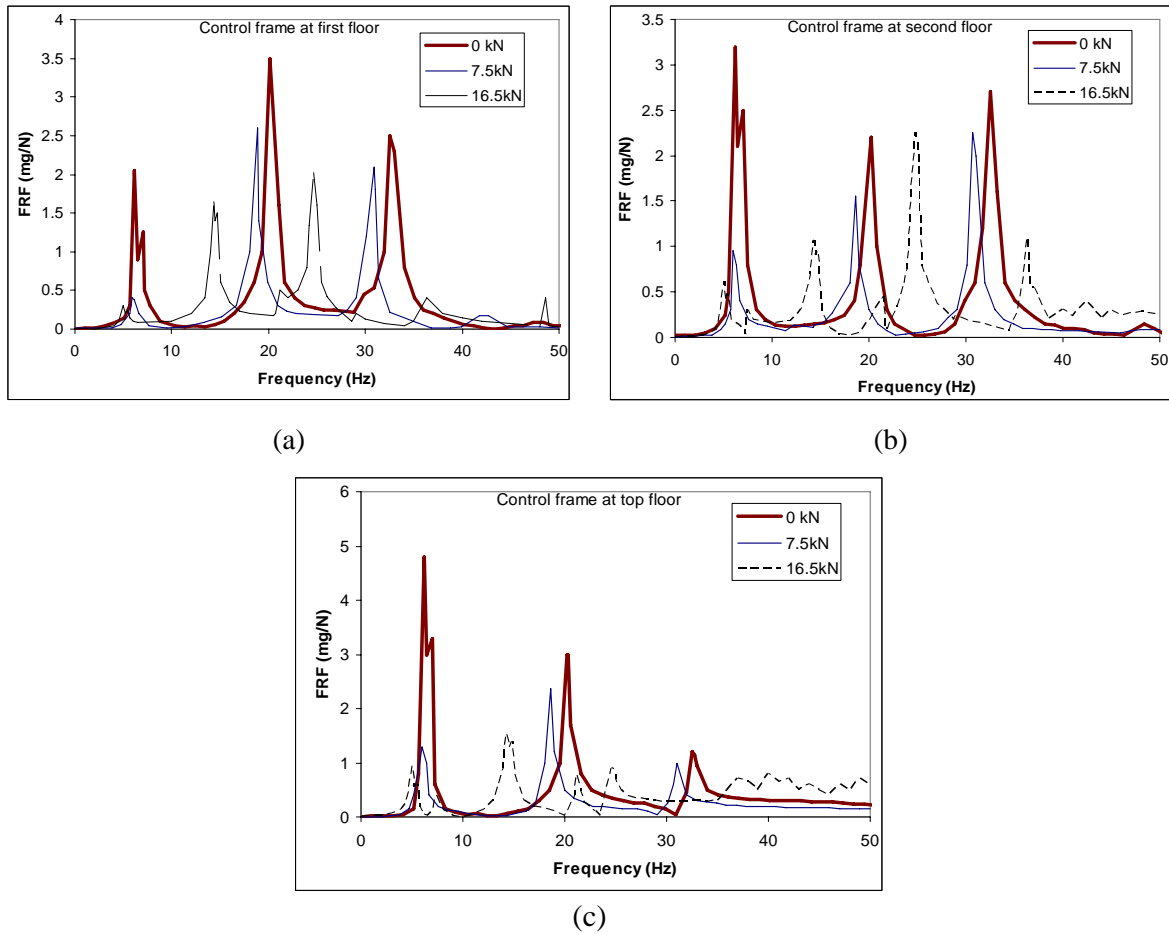 Control frame at first floor
4
3.5
3
2.5
2
1.5
1
0.5
0
FRF (mg/N)
0 kN
7.5kN
16.5kN
0 10 20 30 40 50
Frequency (Hz)
(a)
Control frame at second floor
3.5
3
2.5
2
1.5
1
0.5
0
FRF (mg/N)
0 kN
7.5kN
16.5kN
0 10 20 30 40 50
Frequency (Hz)
(b)
Control frame at top floor
6
5
4
3
2
1
0
FRF (mg/N)
0 kN
7.5kN
16.5kN
0 10 20 30 40 50
Frequency (Hz)
(c)